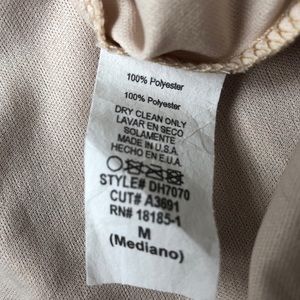 100% Polyester
100% Polyester
DRY CLEAN ONLY
LAVAR EN SECO
SOLAMENTE
MADE IN U.S.A.
HECHO EN E.U.A.
STYLE# DH7070
CUT# A3691
RN# 18185-1
M
(Mediano)